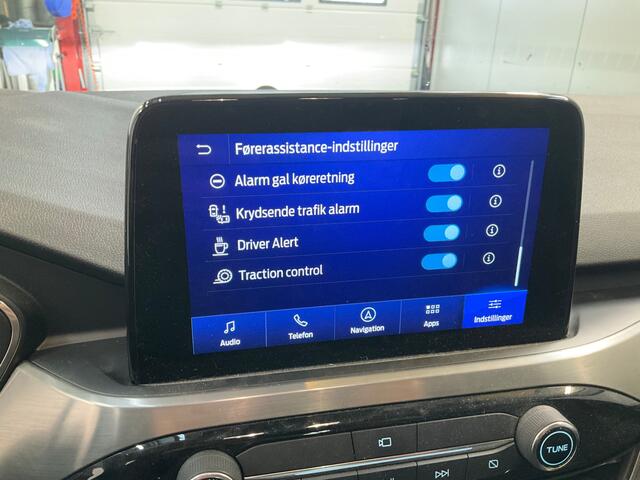 Førerassistance-indstillinger
Alarm gal køreretning
Krydsende trafik alarm
Driver Alert
Traction control
Audio
Telefon
Navigation
Apps
Indstillinger
TUNE